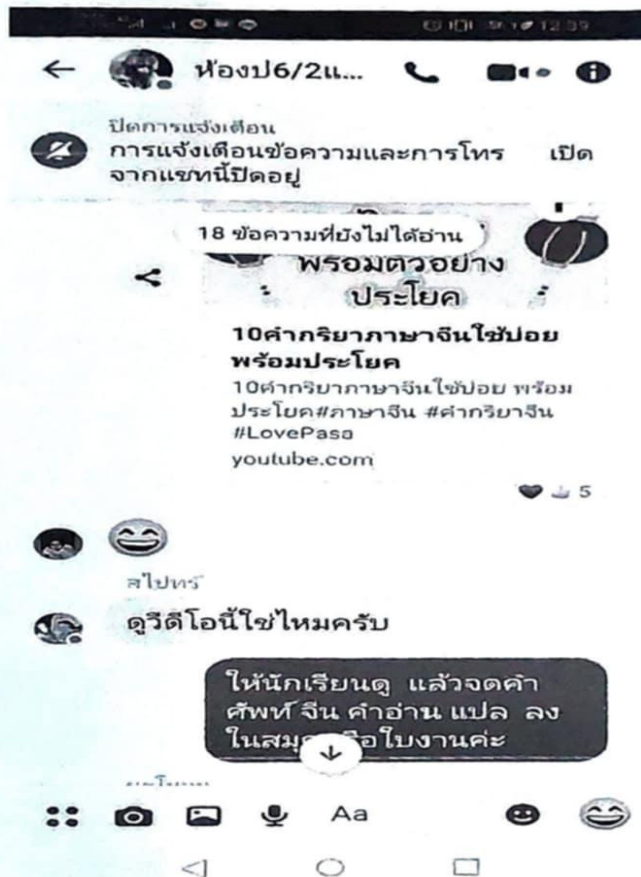 12:39
ห้องป6/2แ...
ปิดการแจ้งเตือน
การแจ้งเตือนข้อความและการโทร
จากแชทนี้ปิดอยู่
เปิด
18 ข้อความที่ยังไม่ได้อ่าน
พร้อมตัวอย่าง
ประโยค
10คำกริยาภาษาจีนใช้บ่อย
พร้อมประโยค
10คำกริยาภาษาจีนใช้บ่อย พร้อม
ประโยค#ภาษาจีน #คำกริยาจีน
#LovePasa
youtube.com
5
สไปทร์
ดูวีดีโอนี้ใช่ไหมครับ
ให้นักเรียนดู แล้วจดคำ
ศัพท์ จีน คำอ่าน แปล ลง
ใบงานค่ะ
Aa